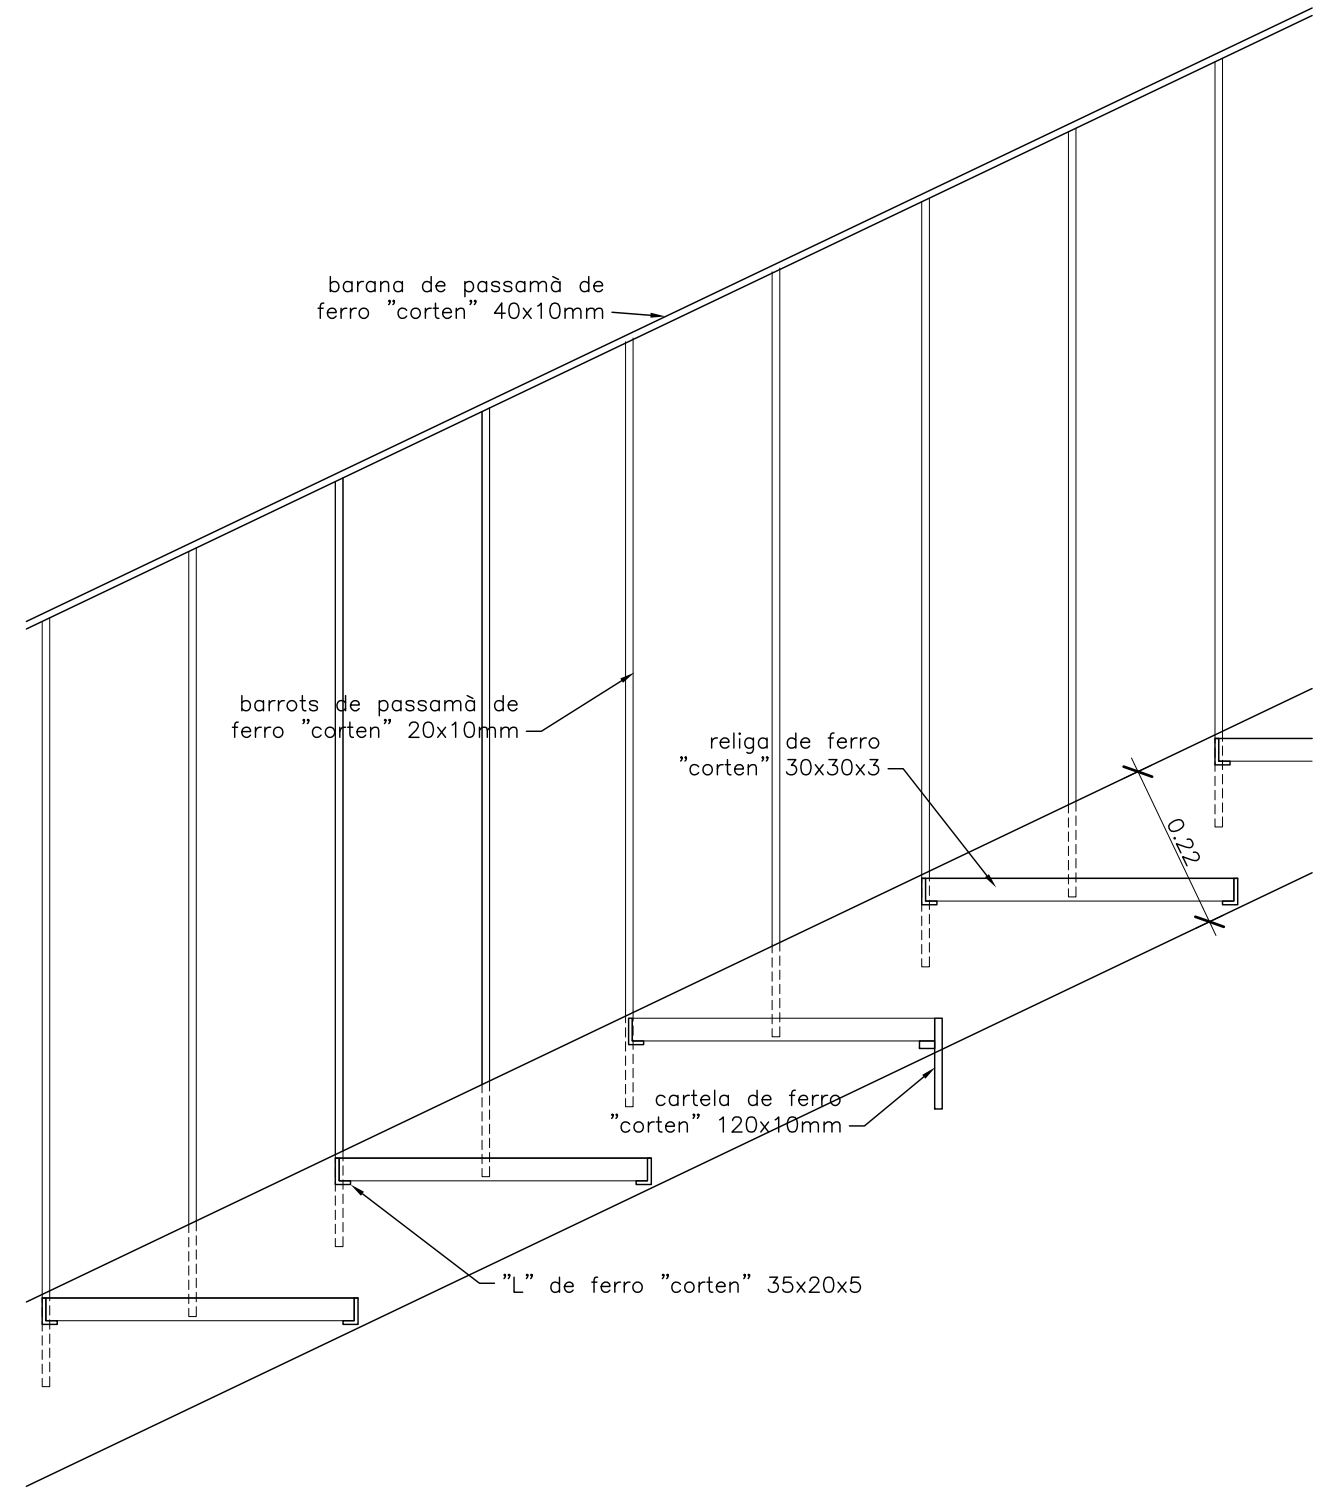 barana de passamà de
ferro "corten" 40x10mm
barrots de passamà de
ferro "corten" 20x10mm
religa de ferro
"corten" 30x30x3
0.22
cartela de ferro
"corten" 120x10mm
"L" de ferro "corten" 35x20x5